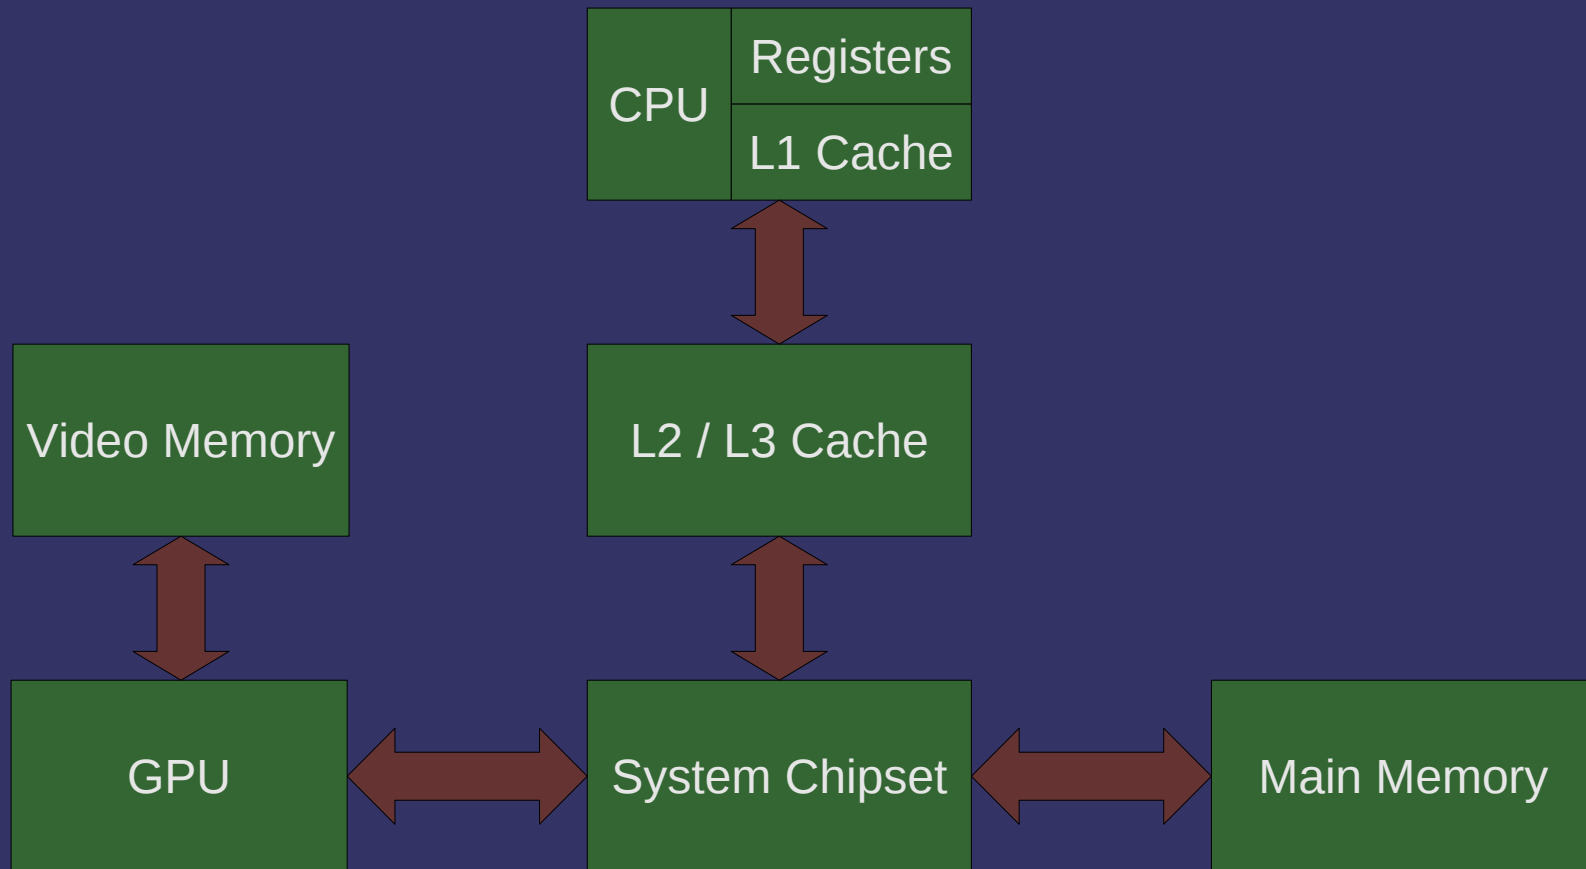 Registers
CPU
L1 Cache
Video Memory
L2 / L3 Cache
GPU
System Chipset
Main Memory